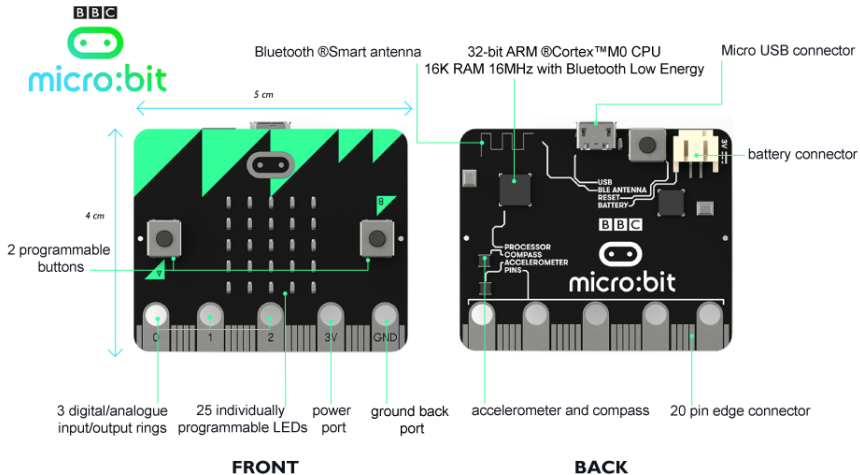 BBC
micro:bit
Bluetooth ®Smart antenna
32-bit ARM ®Cortex™M0 CPU
16K RAM 16MHz with Bluetooth Low Energy
Micro USB connector
5 cm
4 cm
battery connector
3V
B
A
2 programmable
buttons
0
1
2
3V
GND
USB
BLE ANTENNA
RESET
BATTERY
BBC
micro:bit
PROCESSOR
COMPASS
ACCELEROMETER
PINS
3 digital/analogue
input/output rings
25 individually
programmable LEDs
power
port
ground back
port
accelerometer and compass
20 pin edge connector
FRONT
BACK